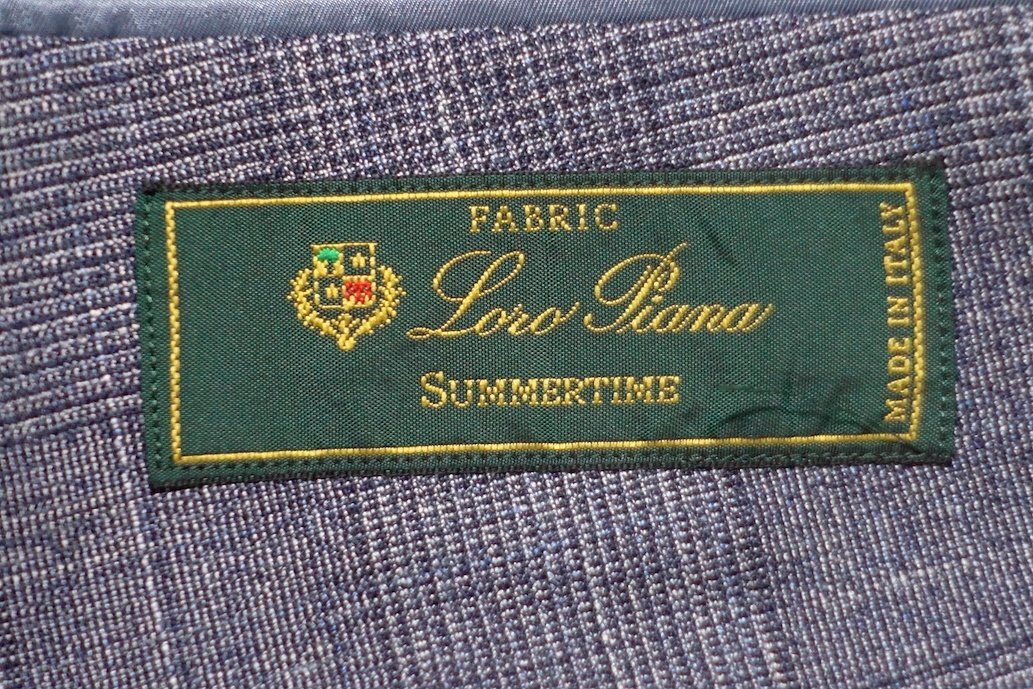 FABRIC
Loro Piana
SUMMERTIME
MADE IN ITALY